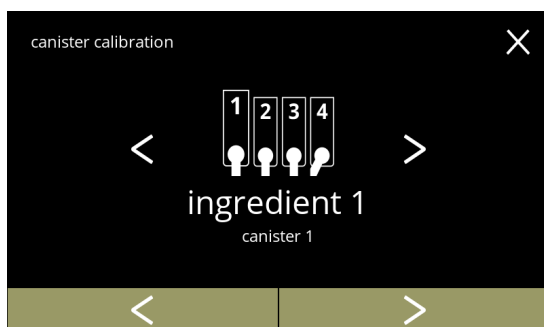 canister calibration
1 2 3 4
ingredient 1
canister 1